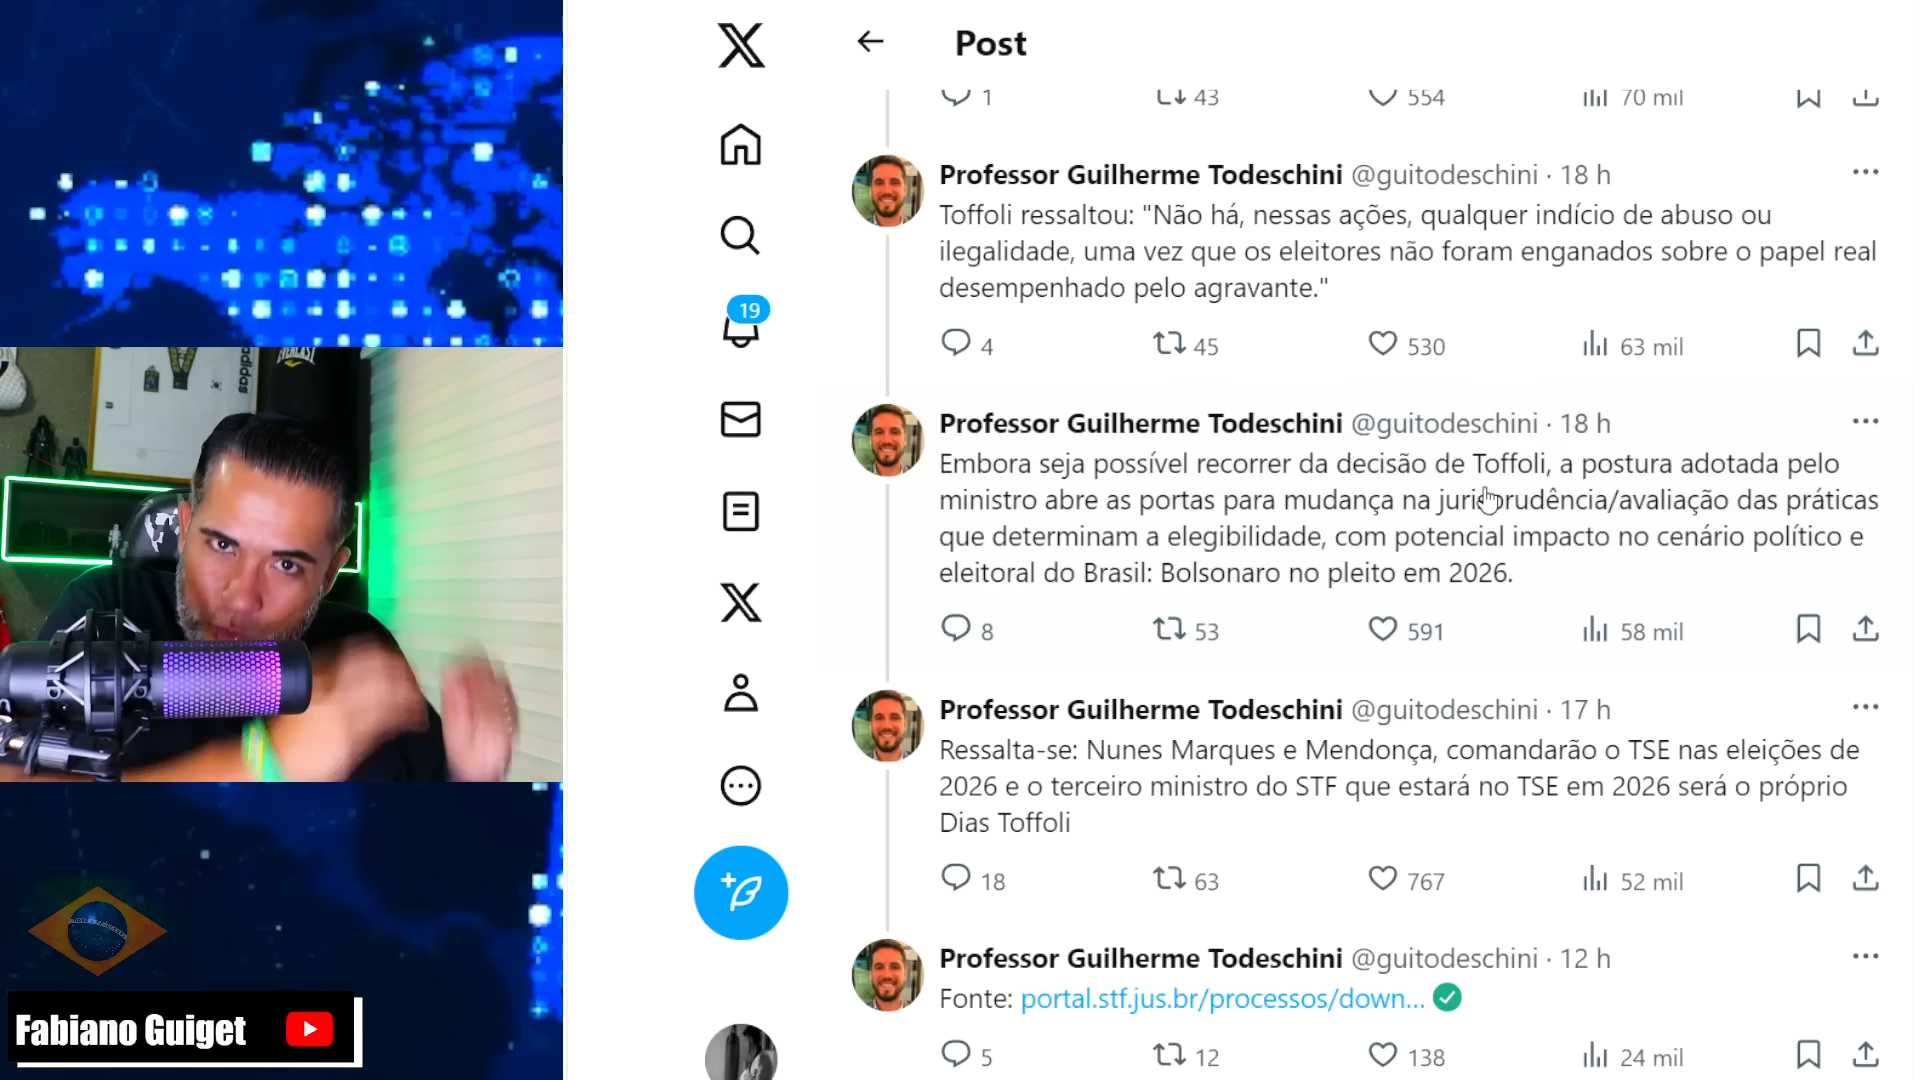 Post
1 43 554 70 mil
Professor Guilherme Todeschini @guitodeschini · 18 h
Toffoli ressaltou: "Não há, nessas ações, qualquer indício de abuso ou
ilegalidade, uma vez que os eleitores não foram enganados sobre o papel real
desempenhado pelo agravante."
4 45 530 63 mil
19
Professor Guilherme Todeschini @guitodeschini · 18 h
Embora seja possível recorrer da decisão de Toffoli, a postura adotada pelo
ministro abre as portas para mudança na jurisprudência/avaliação das práticas
que determinam a elegibilidade, com potencial impacto no cenário político e
eleitoral do Brasil: Bolsonaro no pleito em 2026.
8 53 591 58 mil
Professor Guilherme Todeschini @guitodeschini · 17 h
Ressalta-se: Nunes Marques e Mendonça, comandarão o TSE nas eleições de
2026 e o terceiro ministro do STF que estará no TSE em 2026 será o próprio
Dias Toffoli
18 63 767 52 mil
Professor Guilherme Todeschini @guitodeschini · 12 h
Fonte: portal.stf.jus.br/processos/down...
5 12 138 24 mil
EVERLAST
adidas
Fabiano Guiget